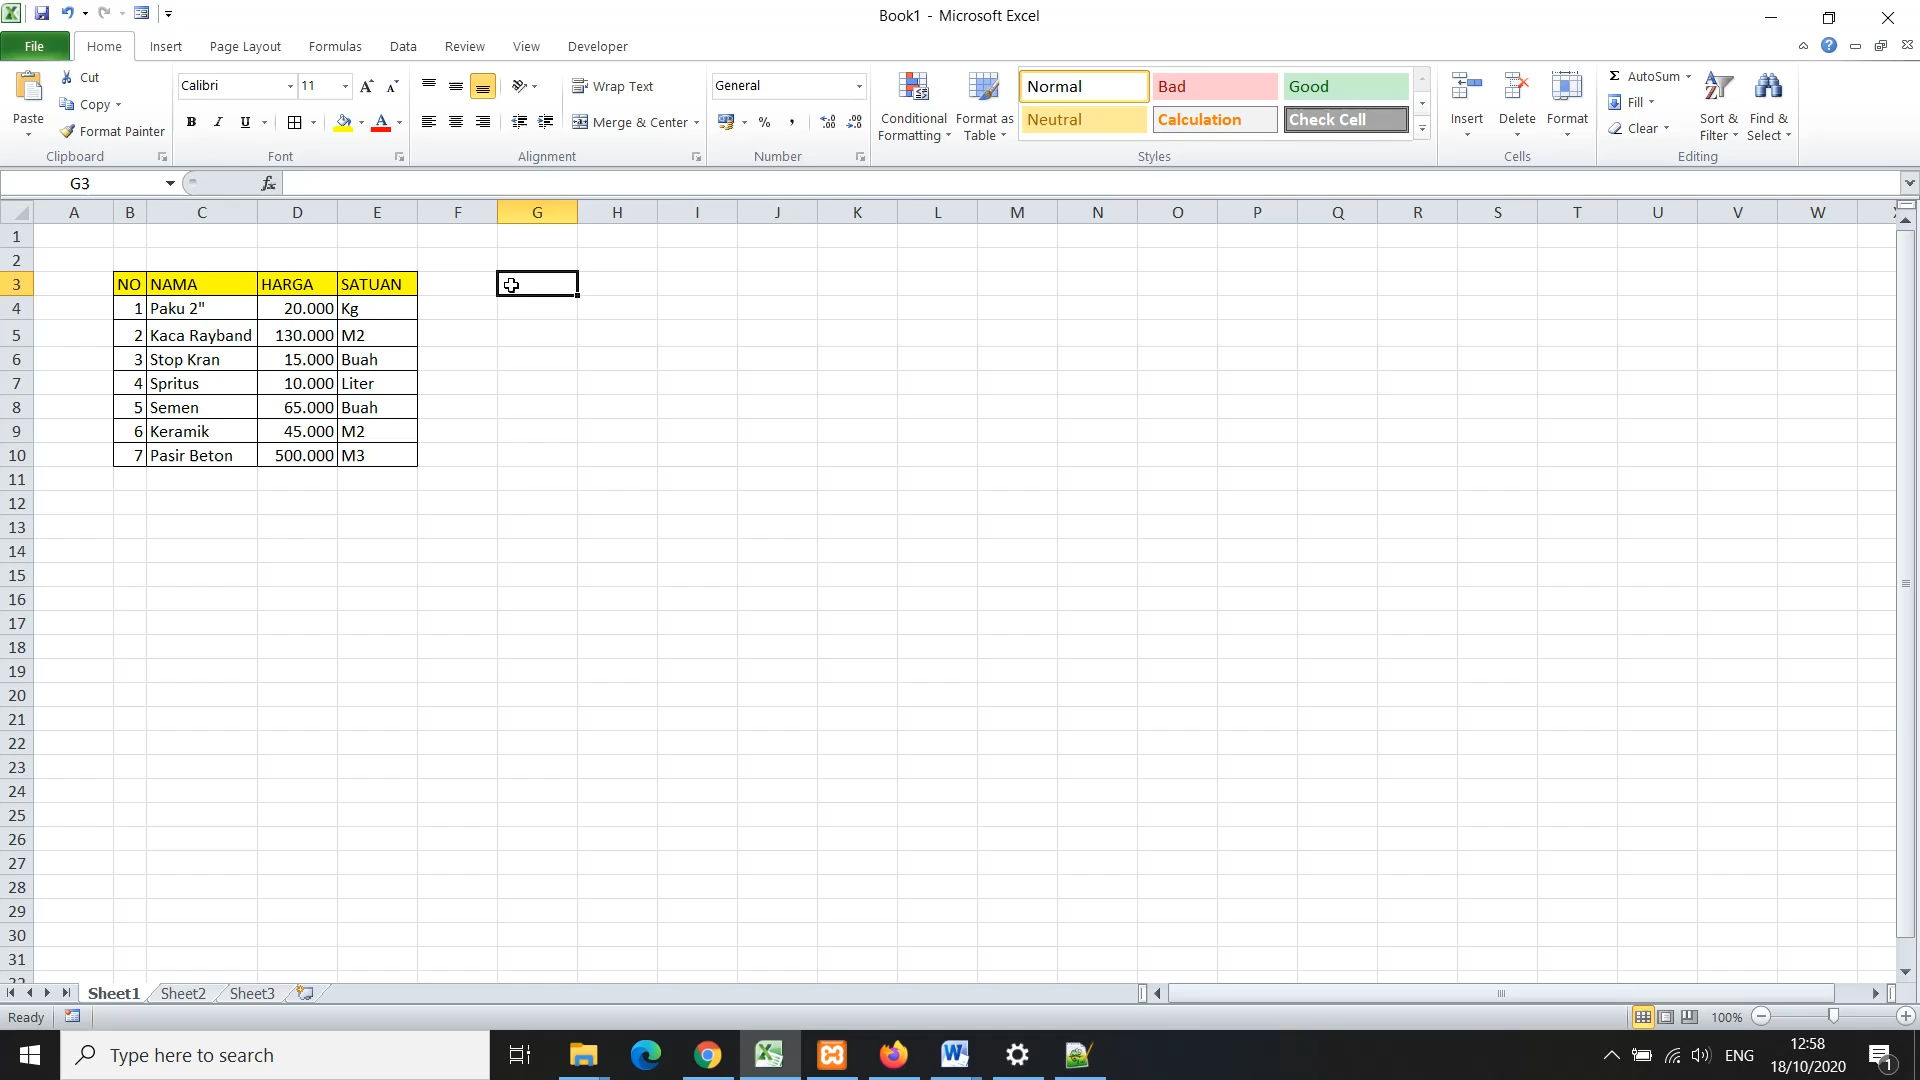 Book1 - Microsoft Excel
File Home Insert Page Layout Formulas Data Review View Developer
Paste
Cut
Copy
Format Painter
Clipboard
Calibri 11
B I U
Font
Wrap Text
Merge & Center
Alignment
General
% ,
Number
Conditional Formatting
Format as Table
Normal Bad Good
Neutral Calculation Check Cell
Styles
Insert Delete Format
Cells
Σ AutoSum
Fill
Clear
Sort & Filter
Find & Select
Editing
G3 fx
A B C D E F G H I J K L M N O P Q R S T U V W
1
2
3 NO NAMA HARGA SATUAN
4 1 Paku 2" 20.000 Kg
5 2 Kaca Rayband 130.000 M2
6 3 Stop Kran 15.000 Buah
7 4 Spritus 10.000 Liter
8 5 Semen 65.000 Buah
9 6 Keramik 45.000 M2
10 7 Pasir Beton 500.000 M3
11
12
13
14
15
16
17
18
19
20
21
22
23
24
25
26
27
28
29
30
31
Sheet1 Sheet2 Sheet3
Ready 100%
Type here to search
ENG
12:58
18/10/2020
1